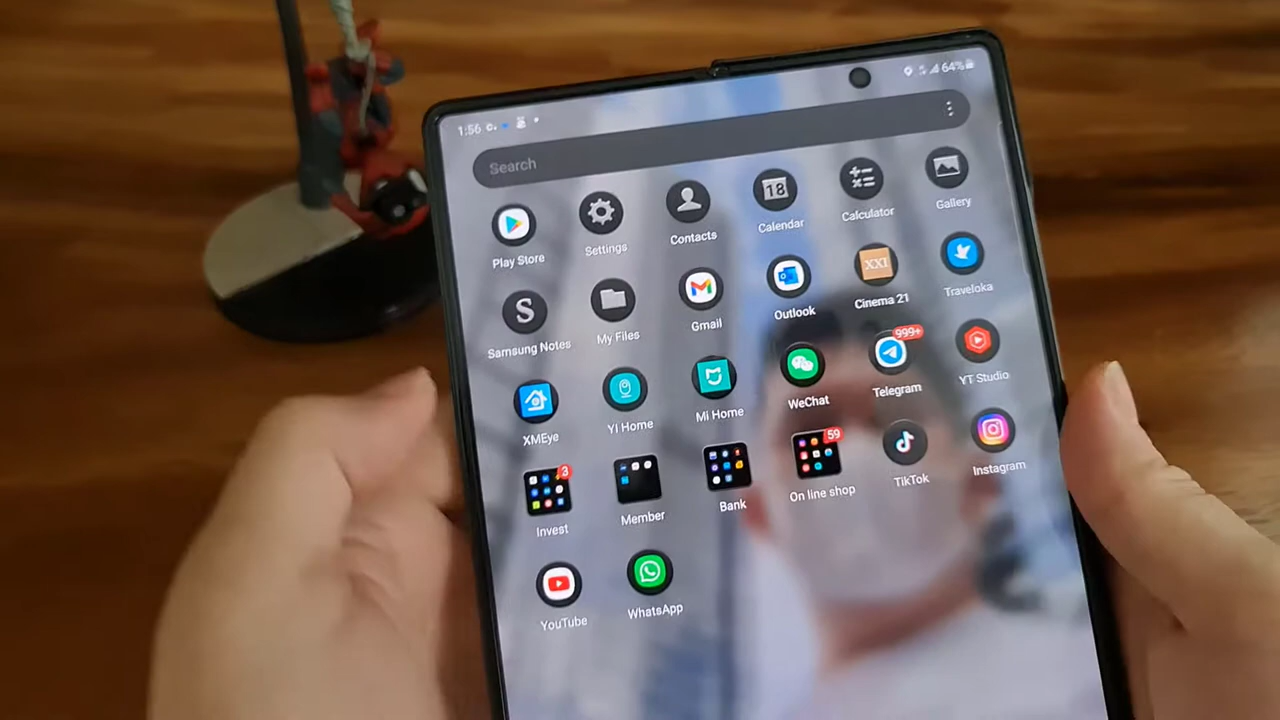 1:56
64%
Search
18
Play Store
Settings
Contacts
Calendar
Calculator
Gallery
S
XXI
Samsung Notes
My Files
Gmail
Outlook
Cinema 21
Traveloka
999+
XMEye
YI Home
Mi Home
WeChat
Telegram
YT Studio
3
59
Invest
Member
Bank
On line shop
TikTok
Instagram
YouTube
WhatsApp